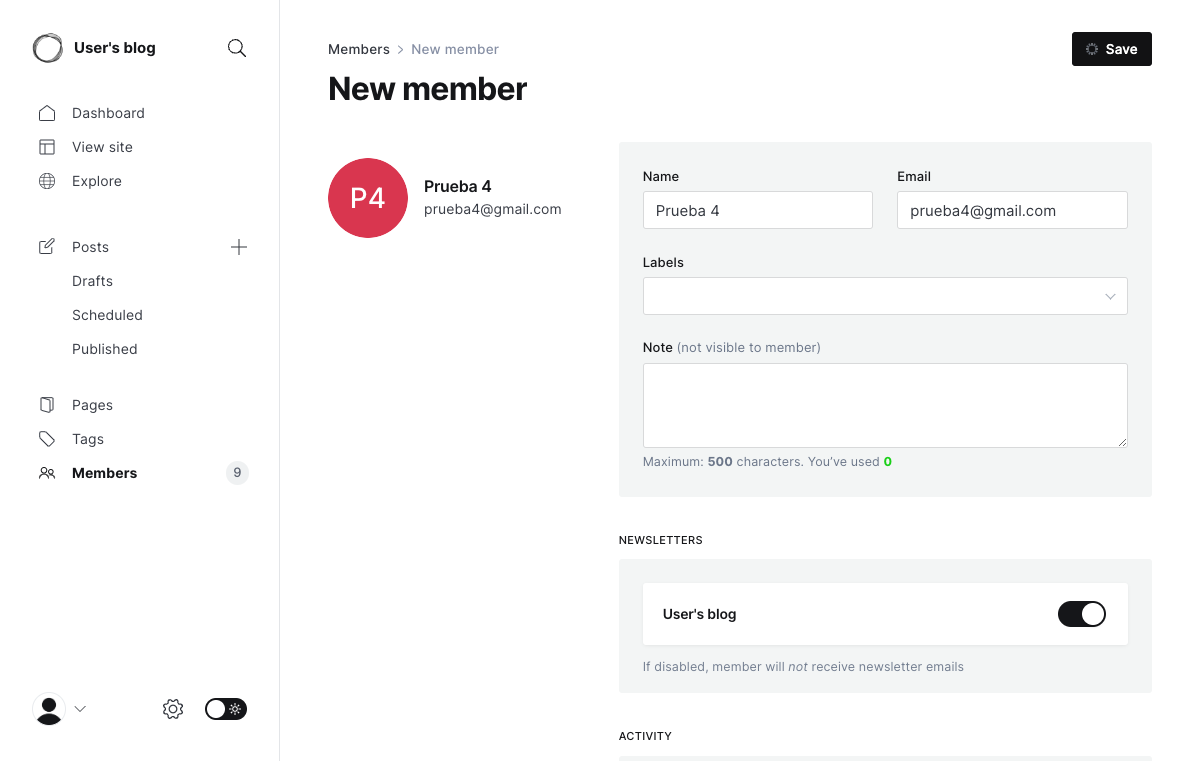 User's blog
Dashboard
View site
Explore
Posts
Drafts
Scheduled
Published
Pages
Tags
Members
9
Members > New member
Save
New member
P4
Prueba 4
prueba4@gmail.com
Name
Email
Prueba 4
prueba4@gmail.com
Labels
Note (not visible to member)
Maximum: 500 characters. You’ve used 0
NEWSLETTERS
User's blog
If disabled, member will not receive newsletter emails
ACTIVITY